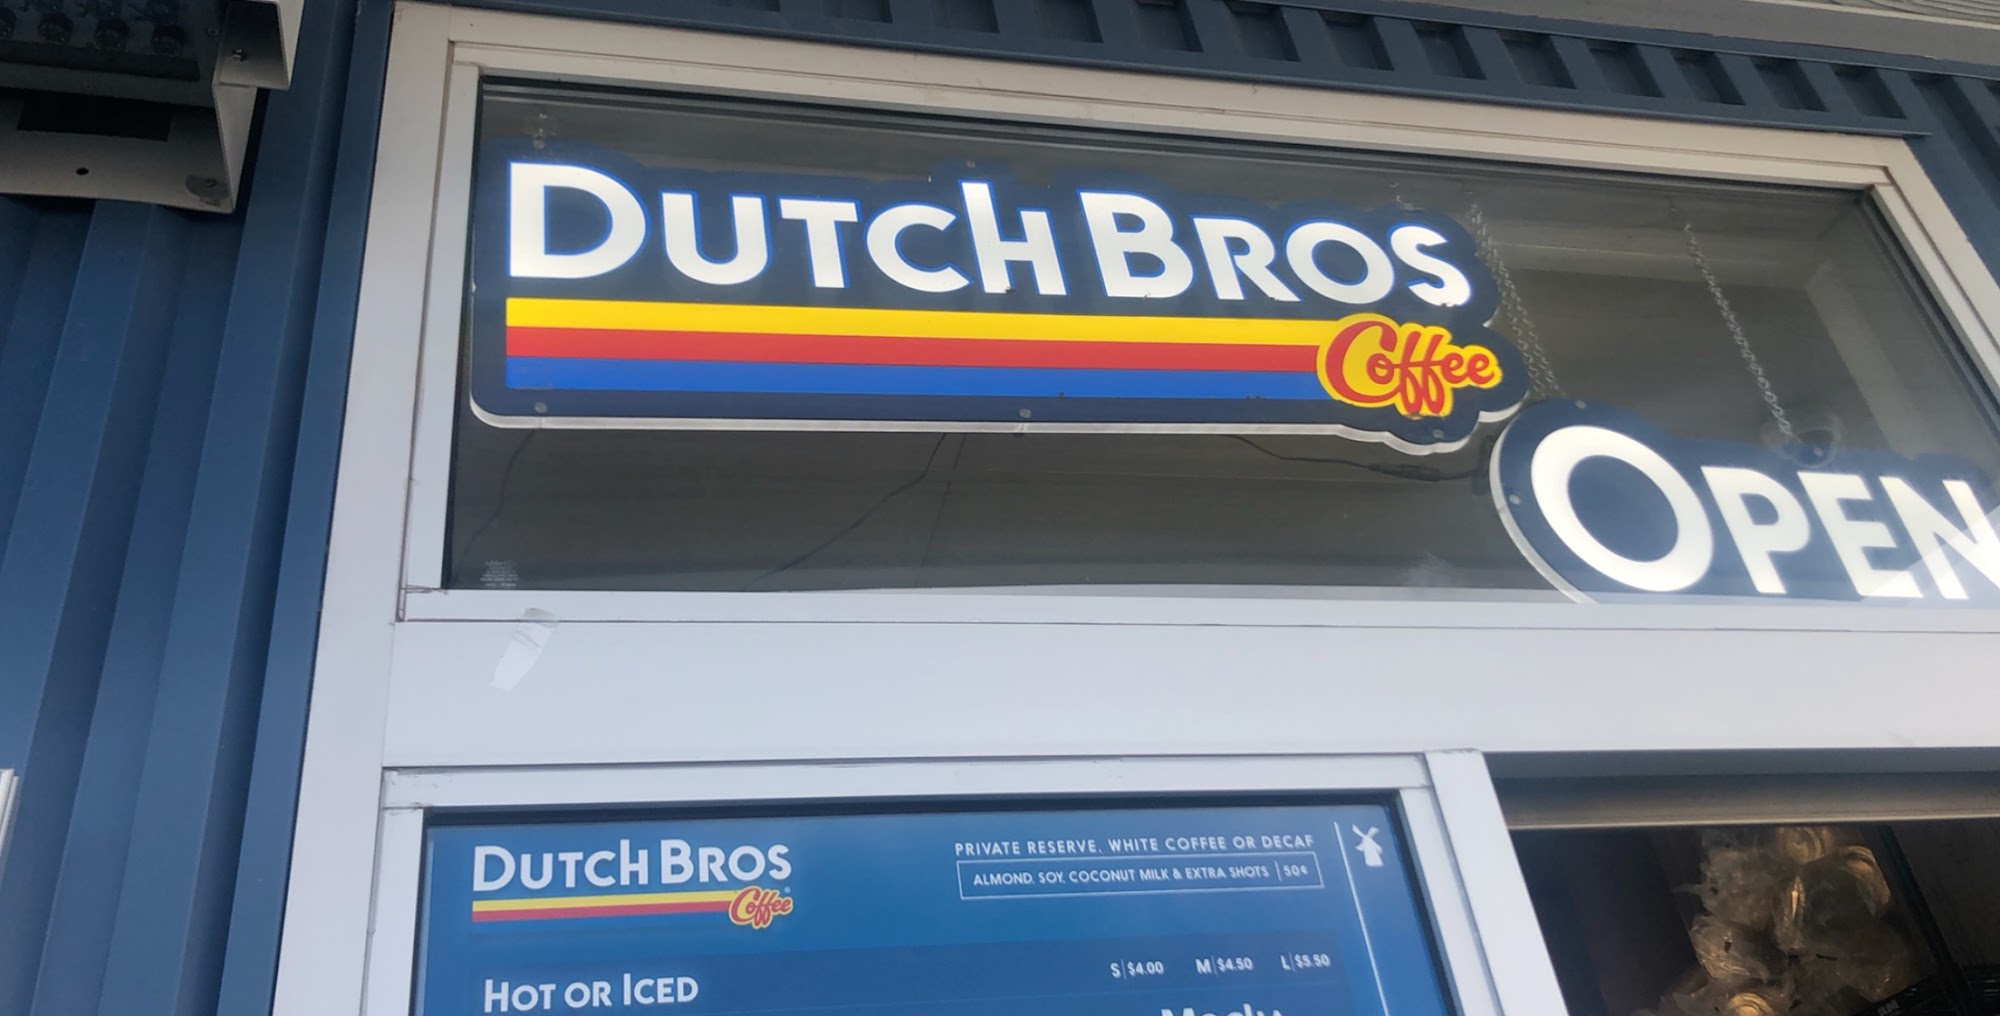 DUTCH BROS
Coffee
OPEN
DUTCH BROS
Coffee
PRIVATE RESERVE. WHITE COFFEE OR DECAF
ALMOND, SOY, COCONUT MILK & EXTRA SHOTS | 50¢
HOT OR ICED
S | $4.00 M | $4.50 L | $5.50